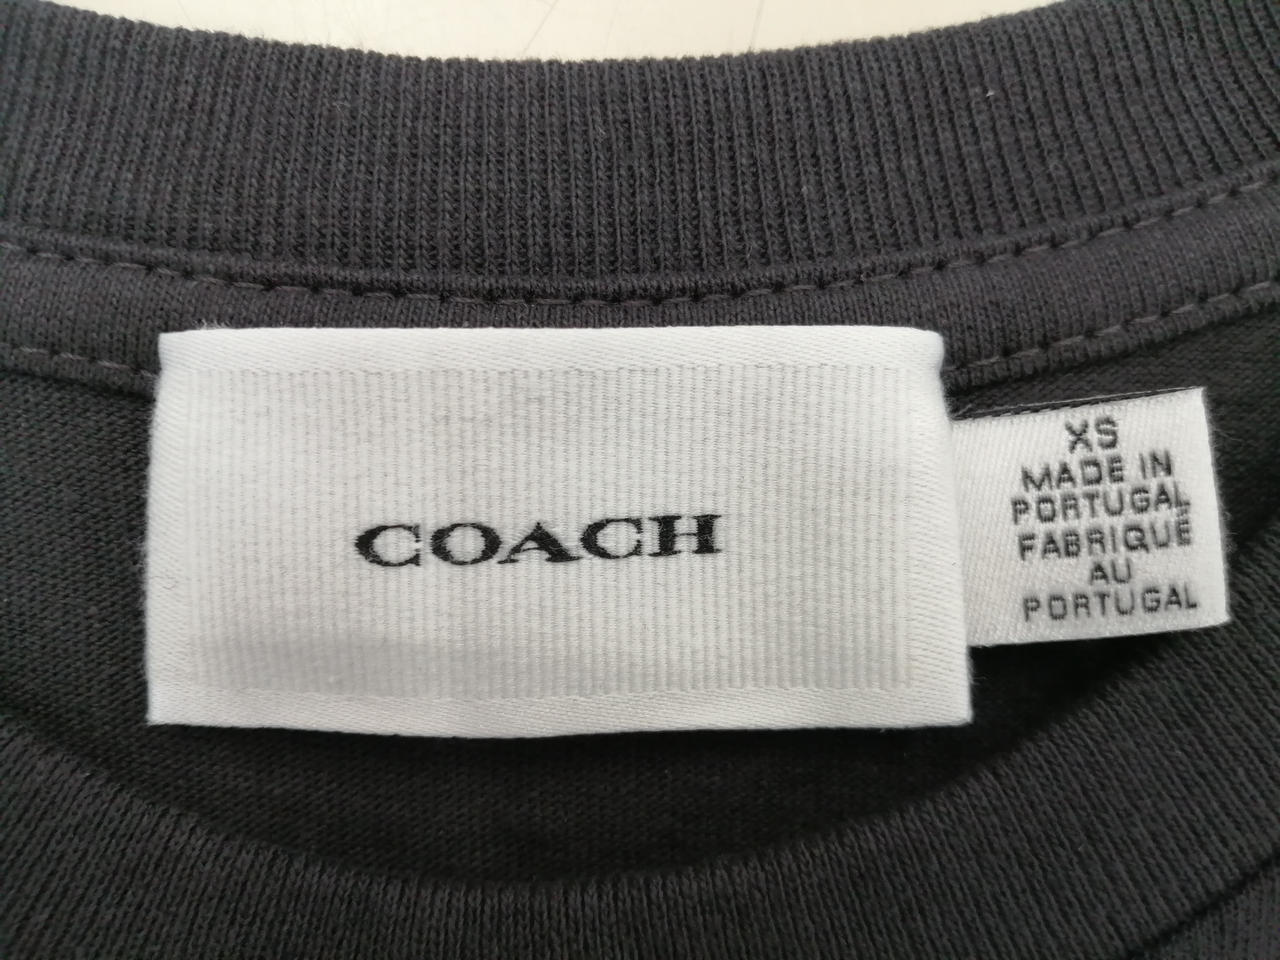 COACH
XS
MADE IN
PORTUGAL
FABRIQUÉ
AU
PORTUGAL